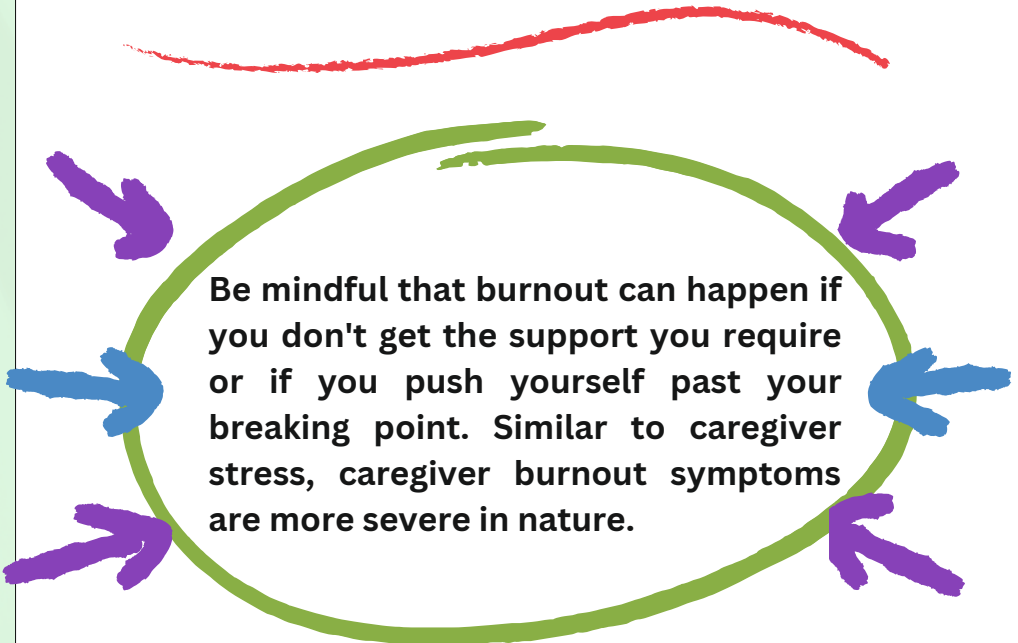 Be mindful that burnout can happen if
you don't get the support you require
or if you push yourself past your
breaking point. Similar to caregiver
stress, caregiver burnout symptoms
are more severe in nature.